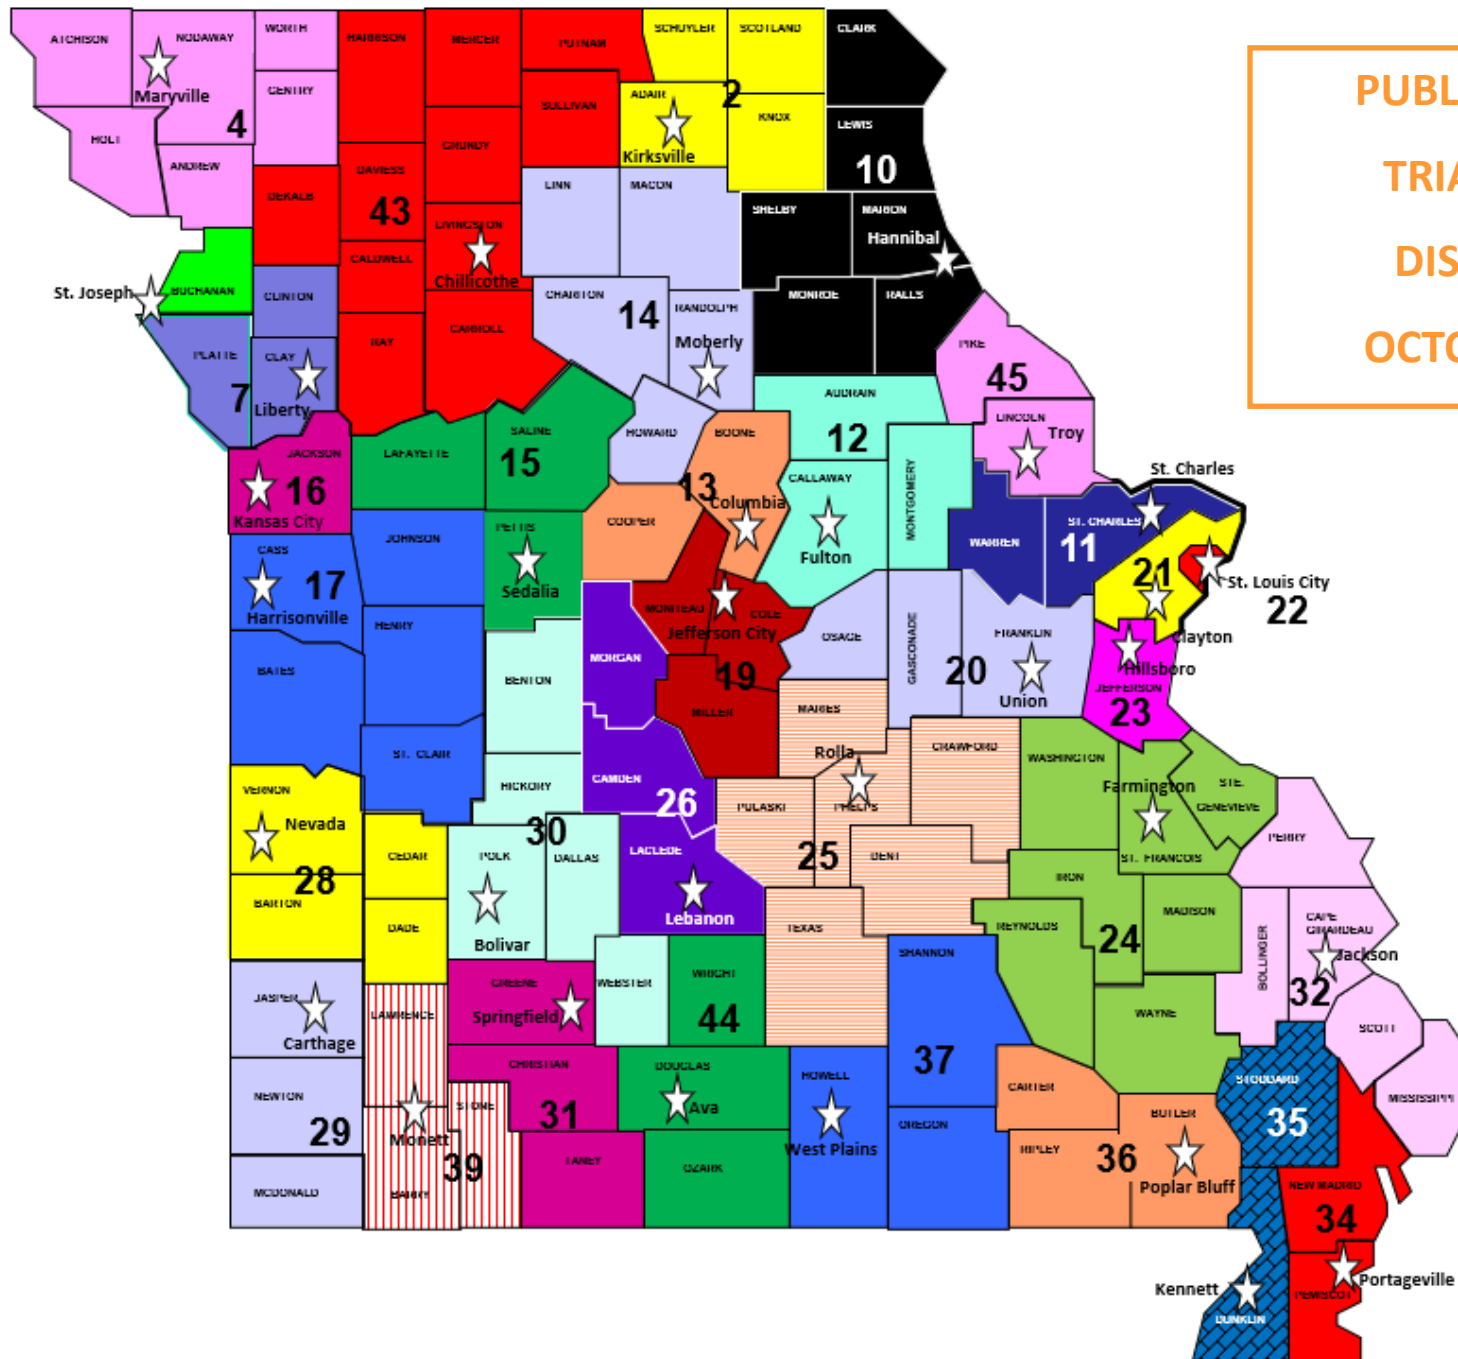 ATCHISON
NODAWAY
WORTH
HARRISON
MERCER
PUTNAM
SCHUYLER
SCOTLAND
CLARK
PUBL
Maryville
GENTRY
SULLIVAN
ADAIR
2
KNOX
LEWIS
TRIA
HOLT
4
ANDREW
GRUNDY
Kirksville
10
DEKALB
DAVIESS
43
LINN
MACON
SHELBY
MARION
LIVINGSTON
Hannibal
DIS
CALDWELL
Chillicothe
St. Joseph
BUCHANAN
CLINTON
CHARITON
14
RANDOLPH
MONROE
RALLS
RAY
CARROLL
Moberly
OCTO
PLATTE
CLAY
PIKE
7
Liberty
45
AUDRAIN
LINCOLN
Troy
JACKSON
LAFAYETTE
SALINE
HOWARD
BOONE
12
15
16
13
Columbia
CALLAWAY
MONTGOMERY
St. Charles
Kansas City
COOPER
Fulton
WARREN
ST. CHARLES
11
PETTIS
JOHNSON
CASS
17
Sedalia
21
St. Louis City
22
Harrisonville
HENRY
MONITEAU
COLE
Jefferson City
OSAGE
GASCONADE
FRANKLIN
Clayton
MORGAN
19
20
Union
Hillsboro
JEFFERSON
23
BATES
BENTON
MILLER
MARIES
ST. CLAIR
Rolla
CRAWFORD
WASHINGTON
HICKORY
CAMDEN
26
PULASKI
PHELPS
Farmington
STE.
GENEVIEVE
VERNON
Nevada
30
POLK
DALLAS
LACLEDE
25
DENT
ST. FRANCOIS
PERRY
CEDAR
28
BARTON
Lebanon
IRON
MADISON
DADE
Bolivar
TEXAS
REYNOLDS
24
BOLLINGER
CAPE
GIRARDEAU
Jackson
SHANNON
JASPER
GREENE
WEBSTER
WRIGHT
32
LAWRENCE
Springfield
44
WAYNE
SCOTT
Carthage
CHRISTIAN
DOUGLAS
HOWELL
37
CARTER
STODDARD
NEWTON
STONE
31
Ava
OREGON
BUTLER
35
MISSISSIPPI
29
Monett
39
TANEY
OZARK
West Plains
RIPLEY
36
Poplar Bluff
MCDONALD
BARRY
NEW MADRID
34
Kennett
Portageville
PEMISCOT
DUNKLIN